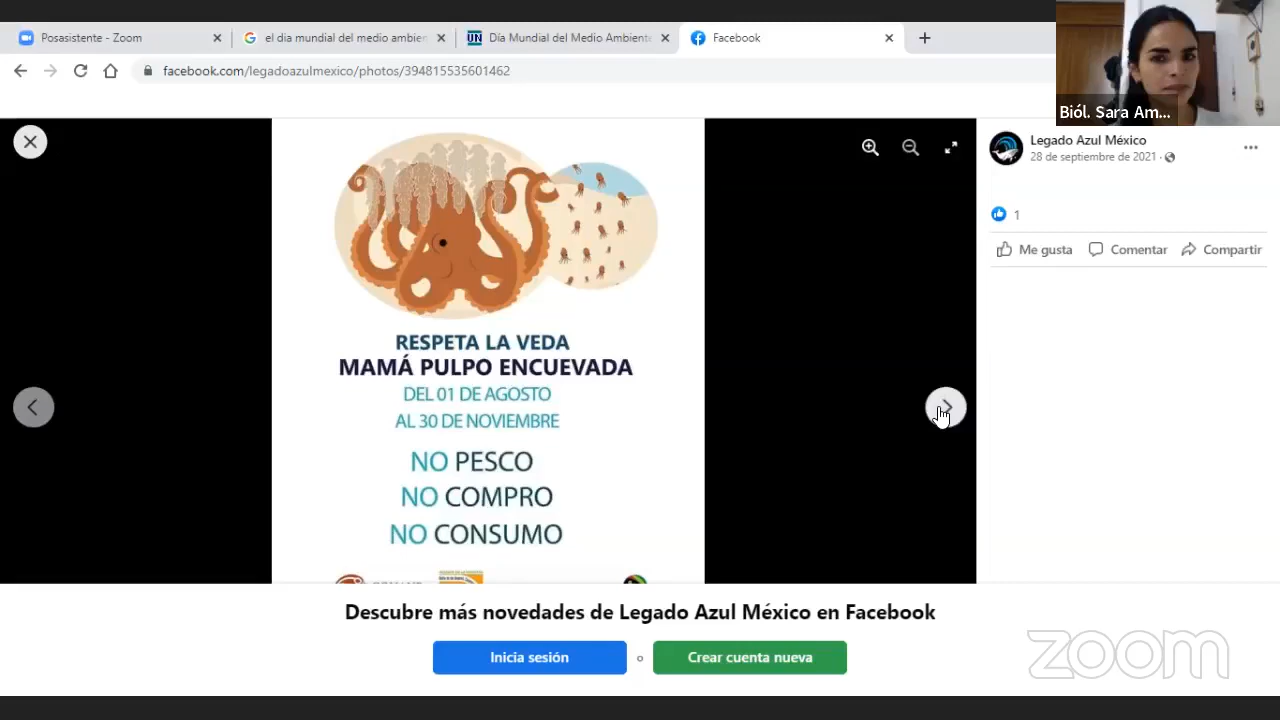 Posasistente - Zoom
el dia mundial del medio ambien
Día Mundial del Medio Ambiente
Facebook
facebook.com/legadoazulmexico/photos/394815535601462
Biól. Sara Am...
Legado Azul México
28 de septiembre de 2021
1
Me gusta
Comentar
Compartir
RESPETA LA VEDA
MAMÁ PULPO ENCUEVADA
DEL 01 DE AGOSTO
AL 30 DE NOVIEMBRE
NO PESCO
NO COMPRO
NO CONSUMO
Descubre más novedades de Legado Azul México en Facebook
Inicia sesión
o
Crear cuenta nueva
zoom